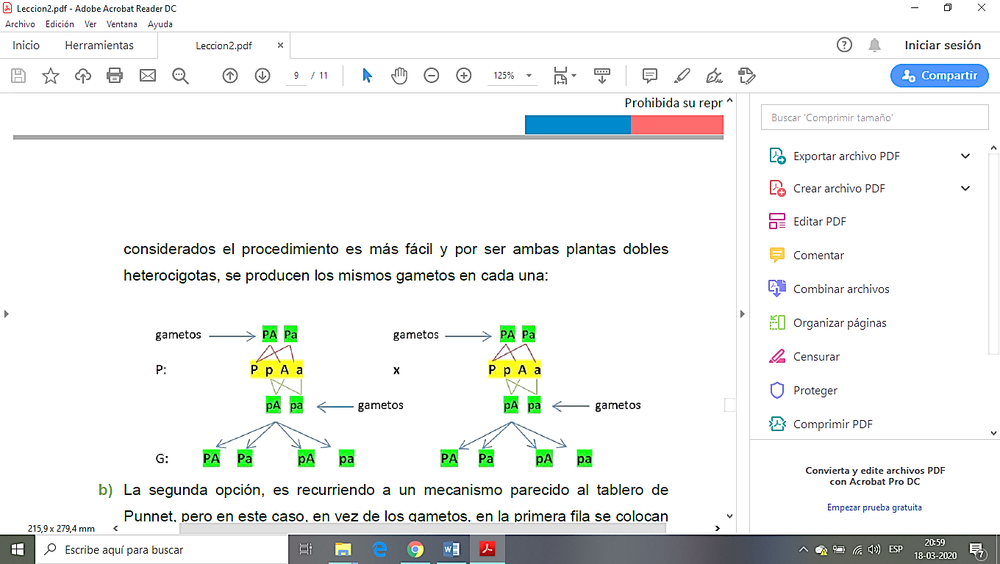 Leccion2.pdf - Adobe Acrobat Reader DC
Archivo Edición Ver Ventana Ayuda
Inicio Herramientas Leccion2.pdf × Iniciar sesión
9 / 11 125% Compartir
Prohibida su repr
considerados el procedimiento es más fácil y por ser ambas plantas dobles
heterocigotas, se producen los mismos gametos en cada una:
gametos PA Pa gametos PA Pa
P: P p A a x P p A a
pA pa gametos pA pa gametos
G: PA Pa pA pa PA Pa pA pa
b) La segunda opción, es recurriendo a un mecanismo parecido al tablero de
Punnet, pero en este caso, en vez de los gametos, en la primera fila se colocan
215,9 x 279,4 mm
Buscar 'Comprimir tamaño'
Exportar archivo PDF
Crear archivo PDF
Editar PDF
Comentar
Combinar archivos
Organizar páginas
Censurar
Proteger
Comprimir PDF
Convierta y edite archivos PDF
con Acrobat Pro DC
Empezar prueba gratuita
Escribe aquí para buscar
ESP
20:59
18-03-2020
7